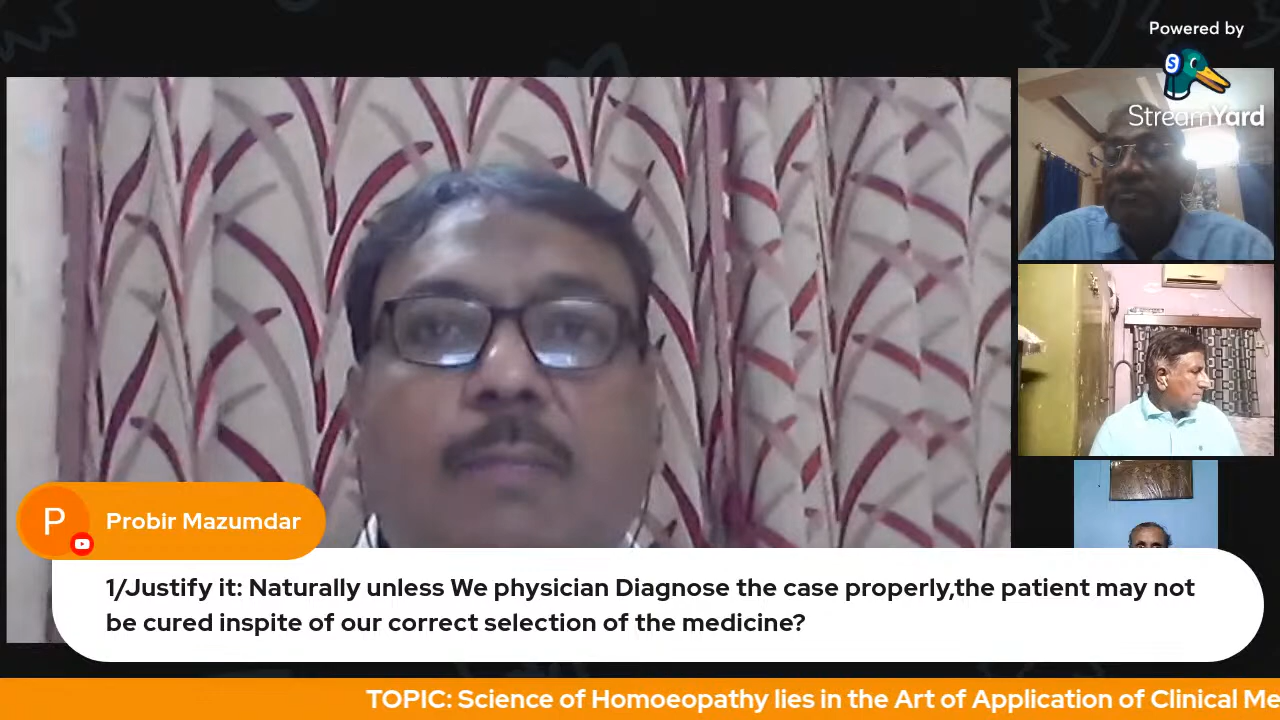 Powered by
S
StreamYard
P
Probir Mazumdar
1/Justify it: Naturally unless We physician Diagnose the case properly,the patient may not
be cured inspite of our correct selection of the medicine?
TOPIC: Science of Homoeopathy lies in the Art of Application of Clinical Me